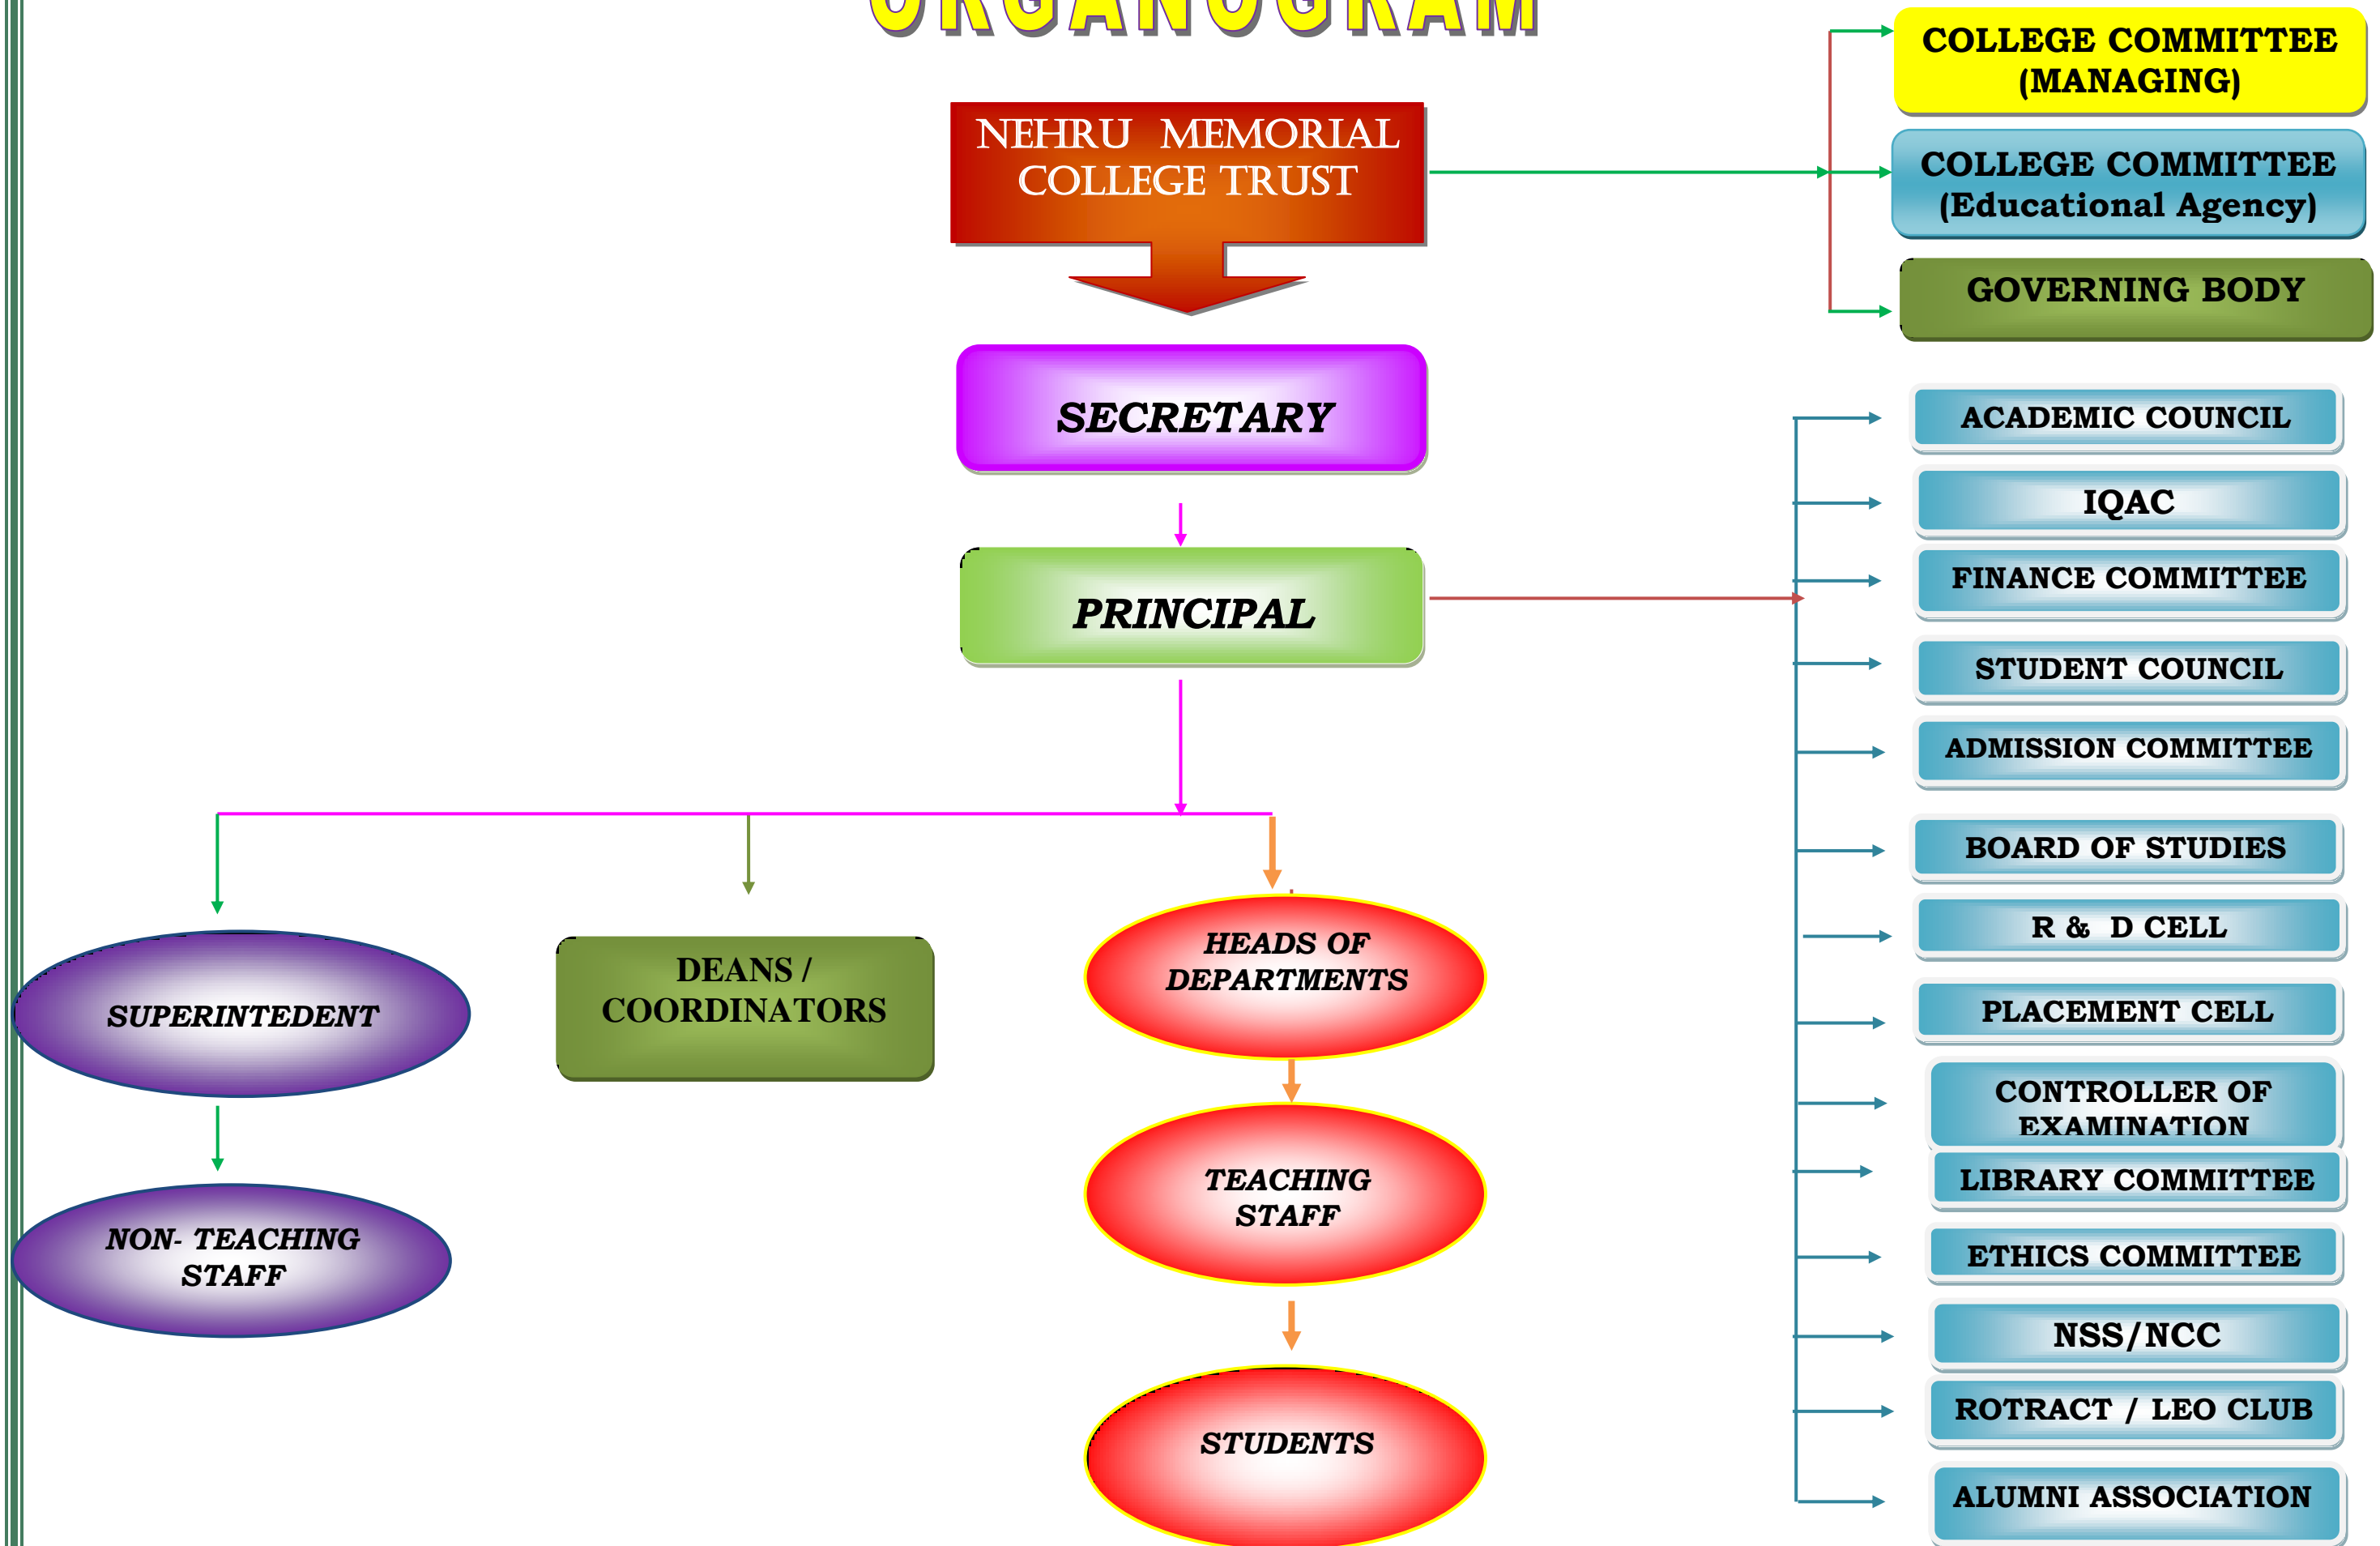 ORGANOGRAM
NEHRU MEMORIAL
COLLEGE TRUST
COLLEGE COMMITTEE
(MANAGING)
COLLEGE COMMITTEE
(Educational Agency)
GOVERNING BODY
SECRETARY
PRINCIPAL
ACADEMIC COUNCIL
IQAC
FINANCE COMMITTEE
STUDENT COUNCIL
ADMISSION COMMITTEE
BOARD OF STUDIES
R & D CELL
PLACEMENT CELL
CONTROLLER OF
EXAMINATION
LIBRARY COMMITTEE
ETHICS COMMITTEE
NSS/NCC
ROTRACT / LEO CLUB
ALUMNI ASSOCIATION
SUPERINTEDENT
NON- TEACHING
STAFF
DEANS /
COORDINATORS
HEADS OF
DEPARTMENTS
TEACHING
STAFF
STUDENTS